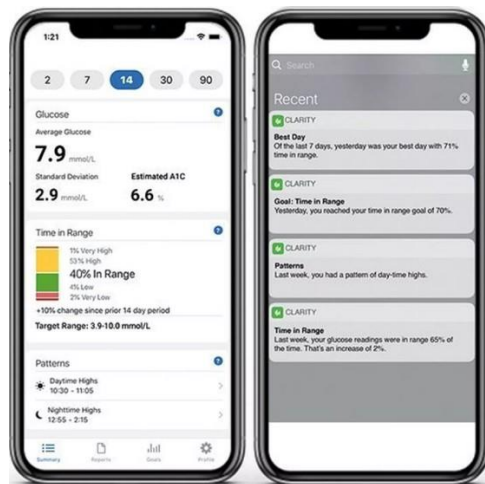 1:21
2 7 14 30 90
Glucose
Average Glucose
7.9 mmol/L
Standard Deviation Estimated A1C
2.9 mmol/L 6.6 %
Time in Range
1% Very High
53% High
40% In Range
4% Low
2% Very Low
+10% change since prior 14 day period
Target Range: 3.9-10.0 mmol/L
Patterns
Daytime Highs
10:30 - 11:05
Nighttime Highs
12:55 - 2:15
Summary Reports Goals Profile
Search
Recent
CLARITY
Best Day
Of the last 7 days, yesterday was your best day with 71%
time in range.
CLARITY
Goal: Time in Range
Yesterday, you reached your time in range goal of 70%.
CLARITY
Patterns
Last week, you had a pattern of day-time highs.
CLARITY
Time in Range
Last week, your glucose readings were in range 65% of
the time. That's an increase of 2%.